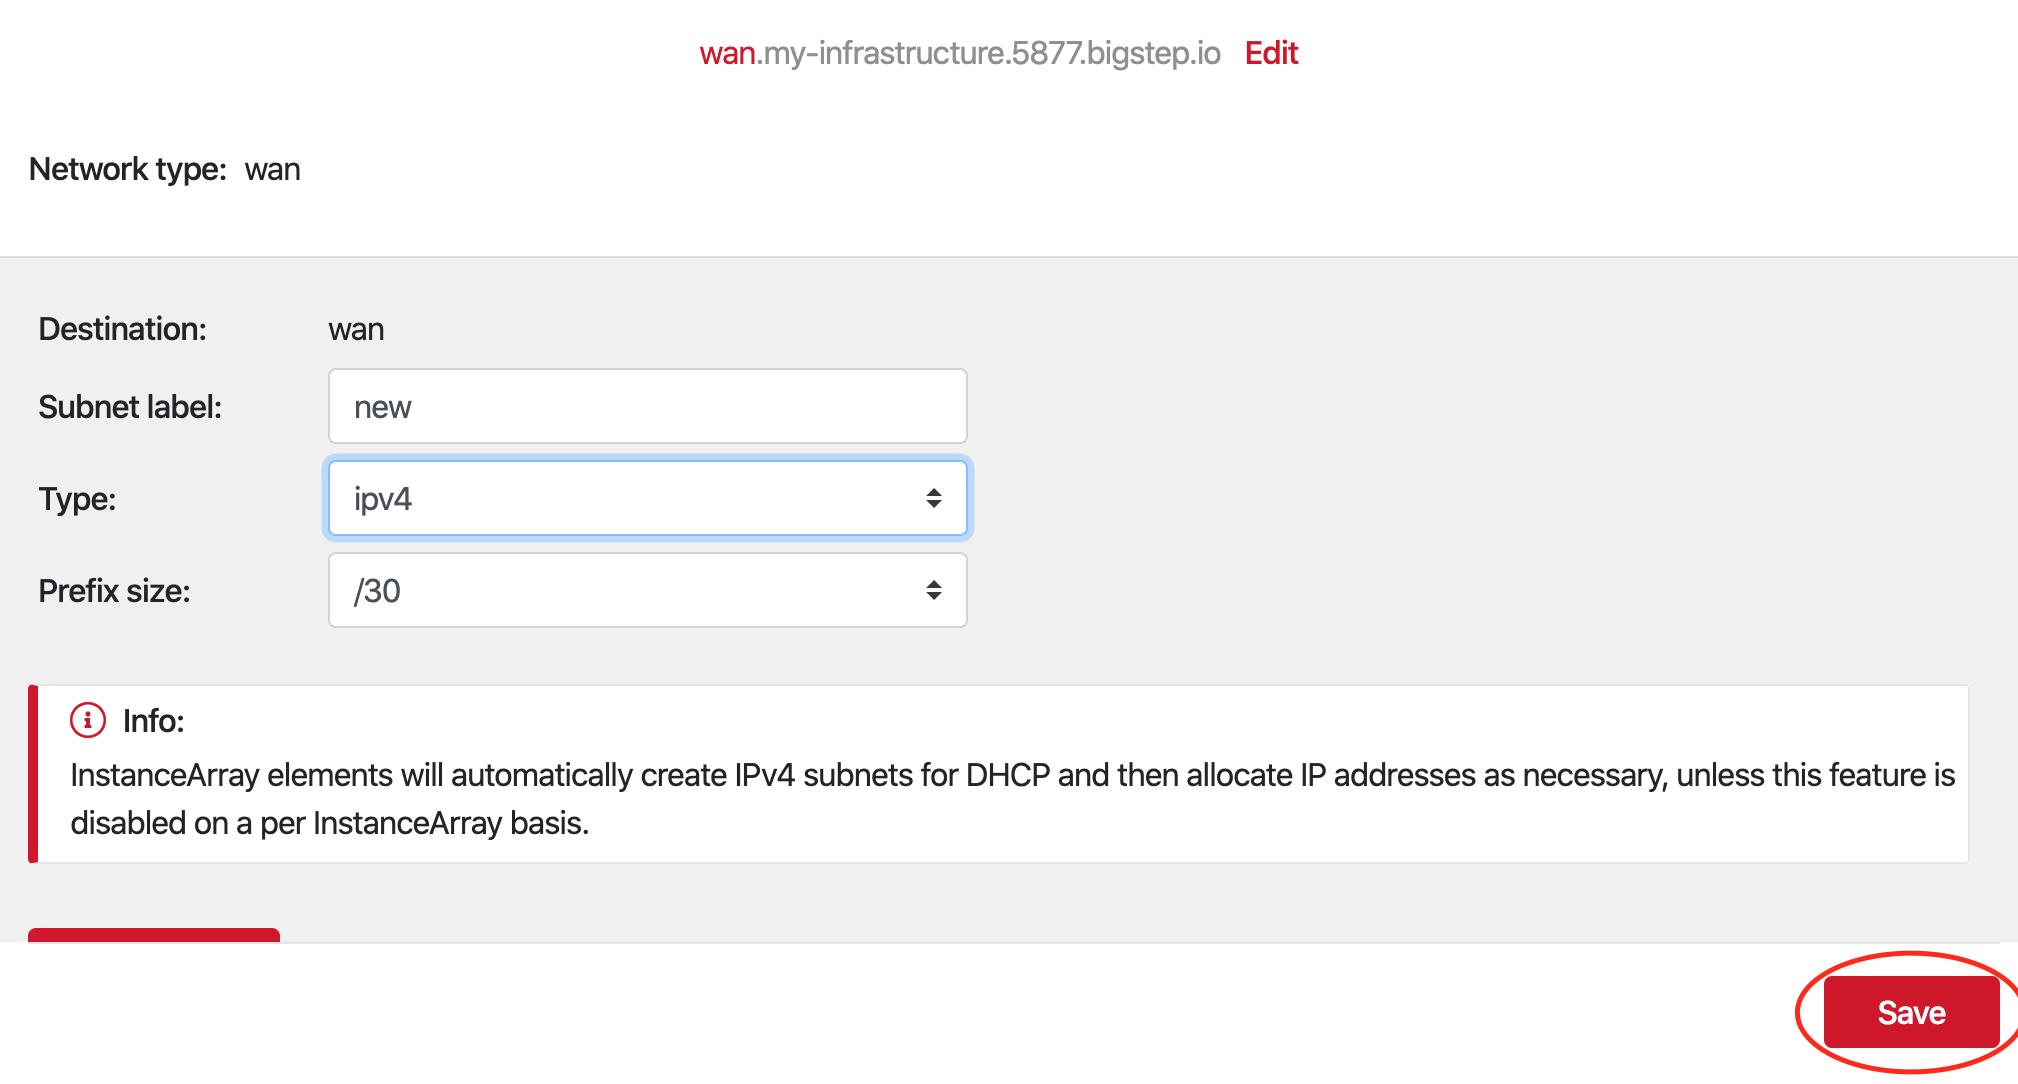 wan.my-infrastructure.5877.bigstep.io Edit
Network type: wan
Destination: wan
Subnet label: new
Type: ipv4
Prefix size: /30
Info:
InstanceArray elements will automatically create IPv4 subnets for DHCP and then allocate IP addresses as necessary, unless this feature is
disabled on a per InstanceArray basis.
Save